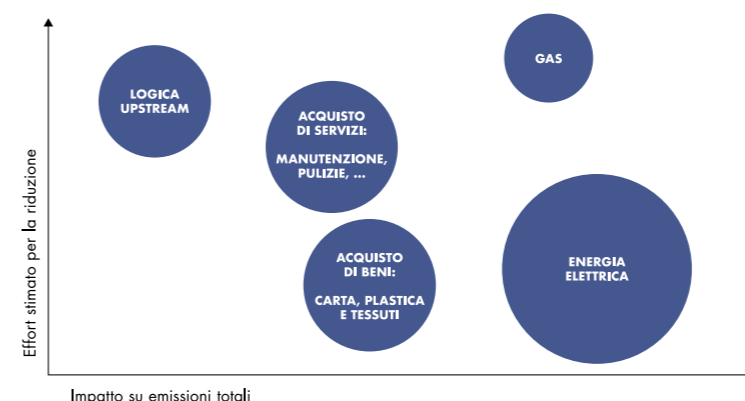 LOGICA
UPSTREAM
ACQUISTO
DI SERVIZI:
MANUTENZIONE,
PULIZIE, ...
GAS
ACQUISTO
DI BENI:
CARTA, PLASTICA
E TESSUTI
ENERGIA
ELETTRICA
Effort stimato per la riduzione
Impatto su emissioni totali